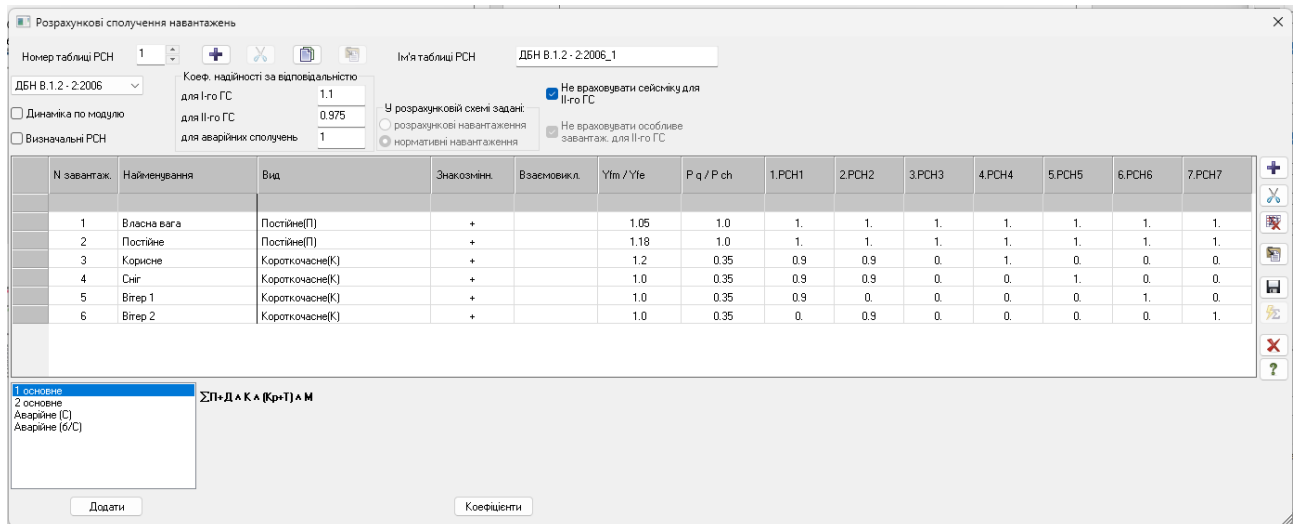 Розрахункові сполучення навантажень
Номер таблиці РСН 1 Ім'я таблиці РСН ДБН В.1.2 - 2:2006_1
ДБН В.1.2 - 2:2006
Динаміка по модулю
Визначальні РСН
Коеф. надійності за відповідальністю
для I-го ГС 1.1
для II-го ГС 0.975
для аварійних сполучень 1
У розрахунковій схемі задані:
розрахункові навантаження
нормативні навантаження
Не враховувати сейсміку для
II-го ГС
Не враховувати особливе
завантаж. для II-го ГС
N завантаж. Найменування Вид Знакозмінн. Взаємовикл. Yfm / Yfe P q / P ch 1.РСН1 2.РСН2 3.РСН3 4.РСН4 5.РСН5 6.РСН6 7.РСН7
1 Власна вага Постійне(П) + 1.05 1.0 1. 1. 1. 1. 1. 1. 1.
2 Постійне Постійне(П) + 1.18 1.0 1. 1. 1. 1. 1. 1. 1.
3 Корисне Короткочасне(К) + 1.2 0.35 0.9 0.9 0. 1. 0. 0. 0.
4 Сніг Короткочасне(К) + 1.0 0.35 0.9 0.9 0. 0. 1. 0. 0.
5 Вітер 1 Короткочасне(К) + 1.0 0.35 0.9 0. 0. 0. 0. 1. 0.
6 Вітер 2 Короткочасне(К) + 1.0 0.35 0. 0.9 0. 0. 0. 0. 1.
1 основне
2 основне
Аварійне (С)
Аварійне (б/С)
∑П+Д ʌ К ʌ (Кр+Т) ʌ М
Додати Коефіцієнти